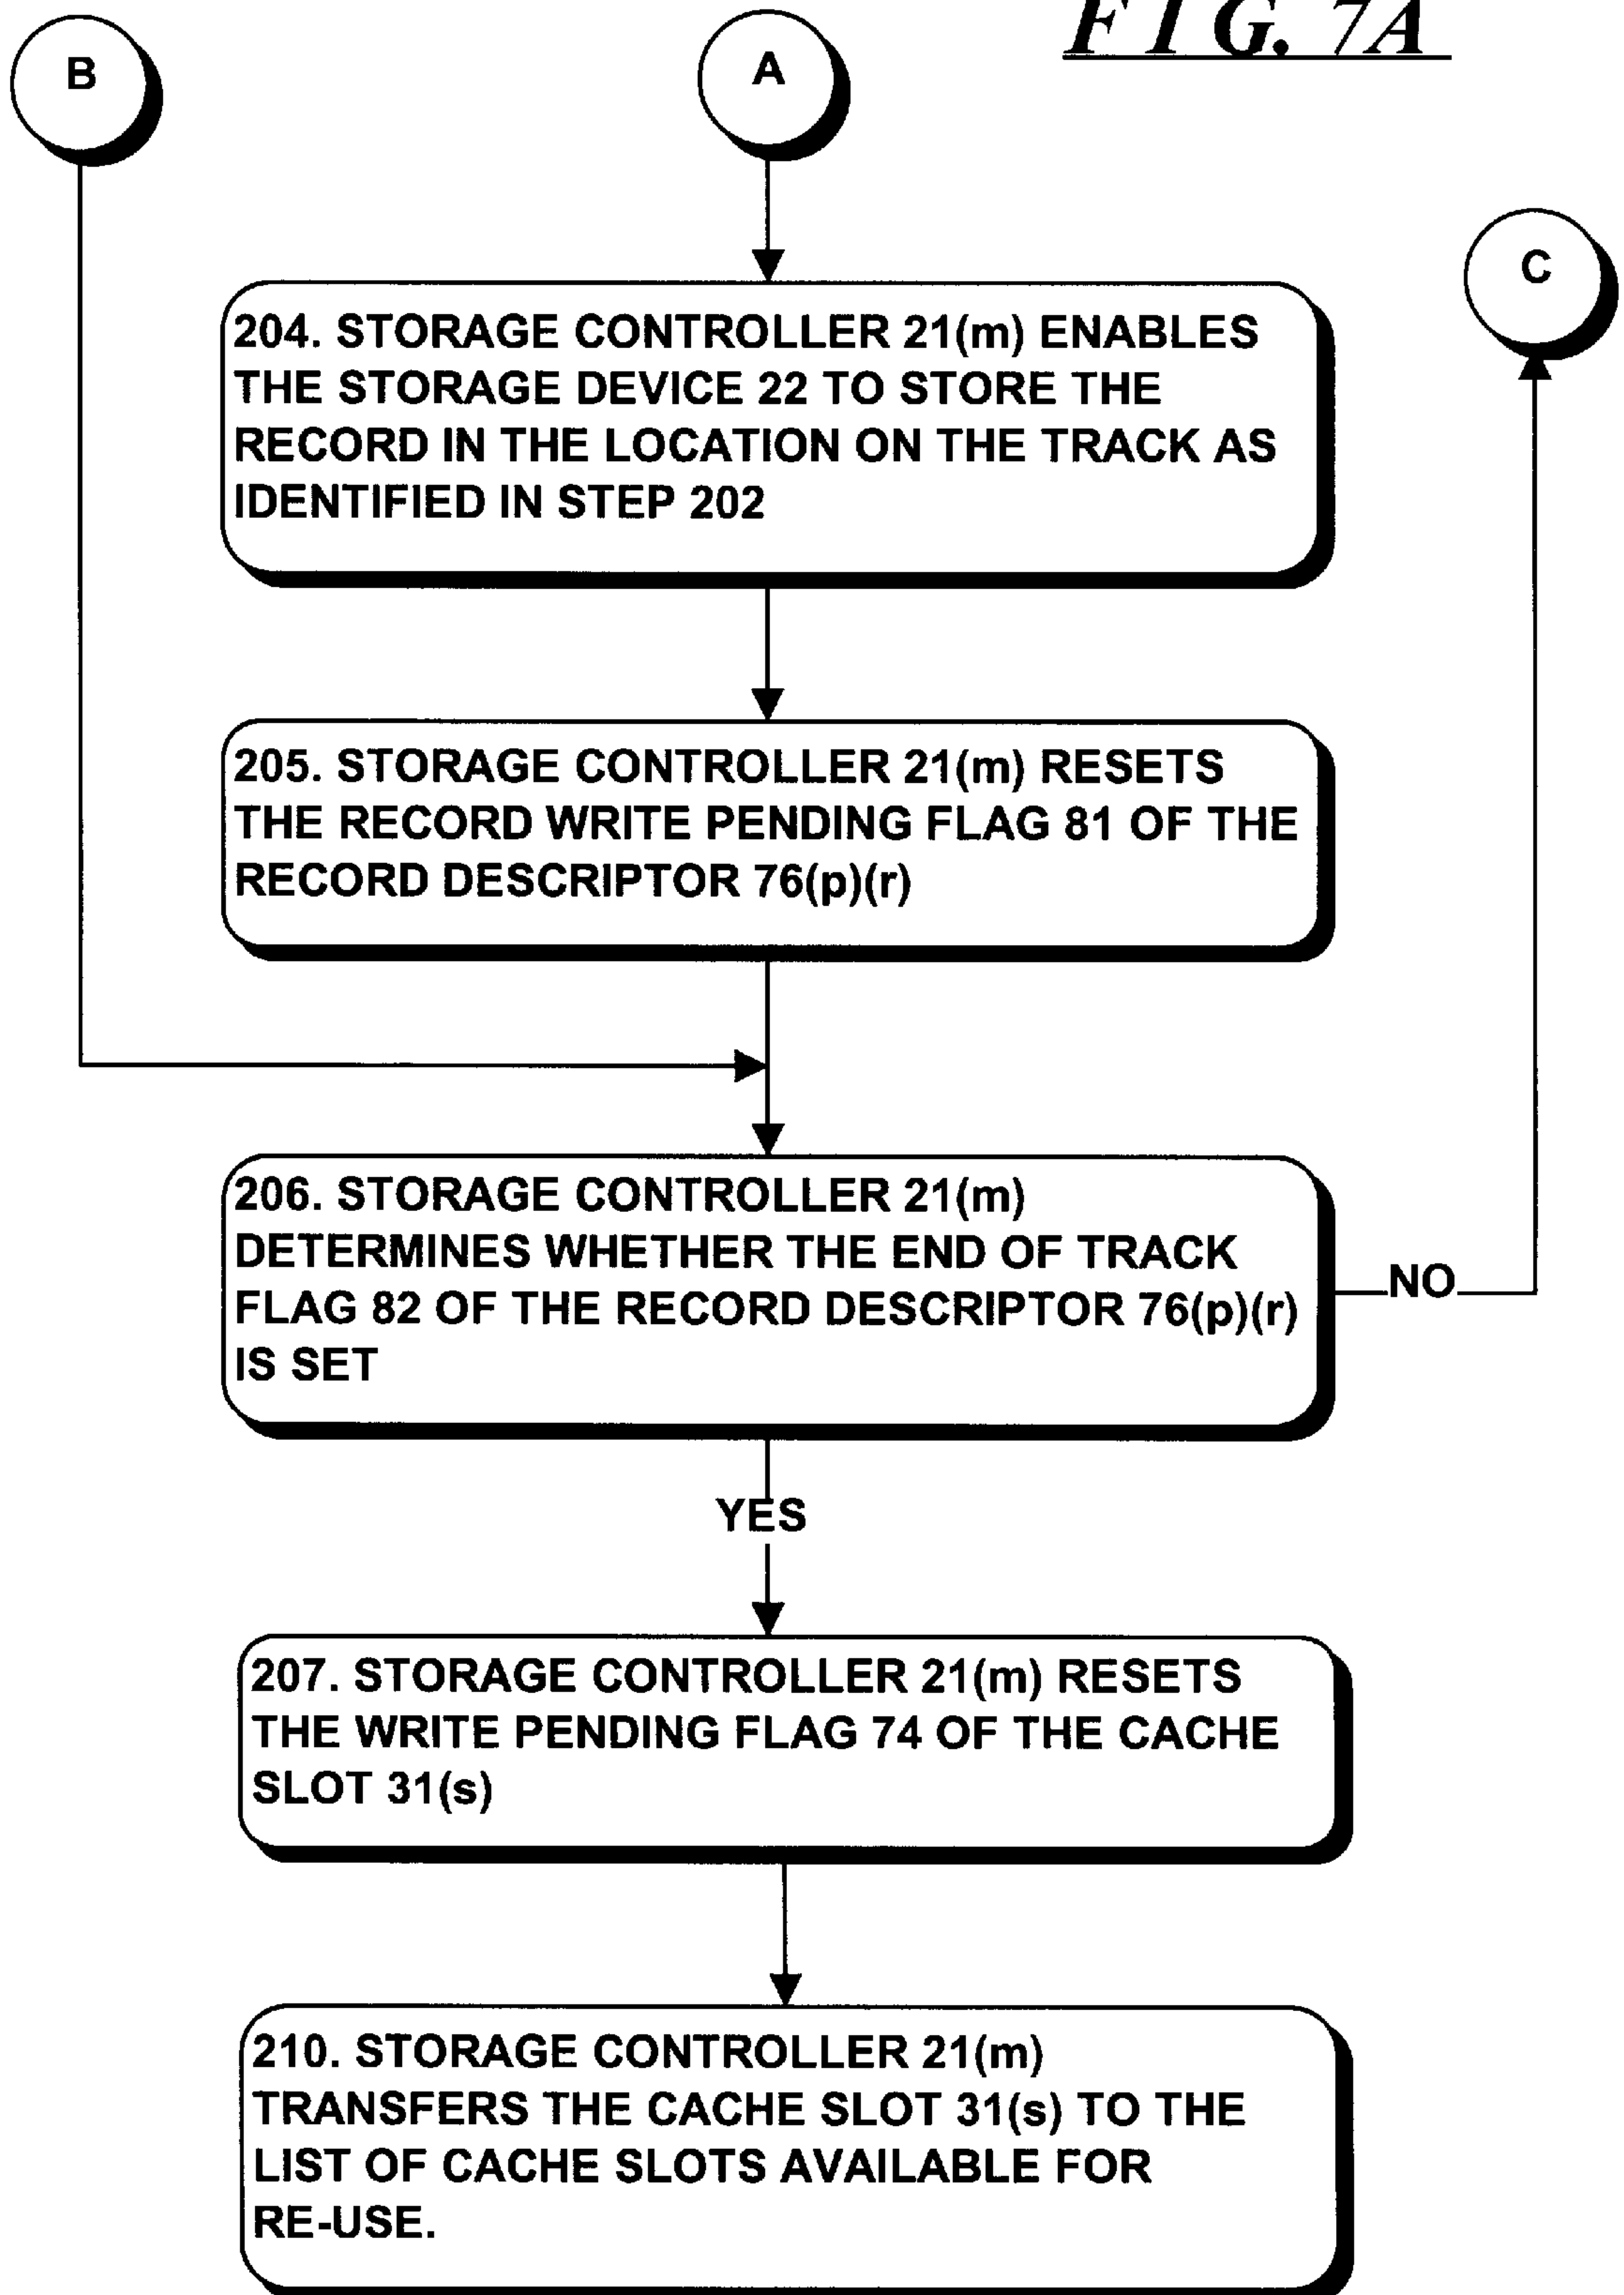 FIG. 7A
B
A
C
204. STORAGE CONTROLLER 21(m) ENABLES
THE STORAGE DEVICE 22 TO STORE THE
RECORD IN THE LOCATION ON THE TRACK AS
IDENTIFIED IN STEP 202
205. STORAGE CONTROLLER 21(m) RESETS
THE RECORD WRITE PENDING FLAG 81 OF THE
RECORD DESCRIPTOR 76(p)(r)
206. STORAGE CONTROLLER 21(m)
DETERMINES WHETHER THE END OF TRACK
FLAG 82 OF THE RECORD DESCRIPTOR 76(p)(r)
IS SET
NO
YES
207. STORAGE CONTROLLER 21(m) RESETS
THE WRITE PENDING FLAG 74 OF THE CACHE
SLOT 31(s)
210. STORAGE CONTROLLER 21(m)
TRANSFERS THE CACHE SLOT 31(s) TO THE
LIST OF CACHE SLOTS AVAILABLE FOR
RE-USE.